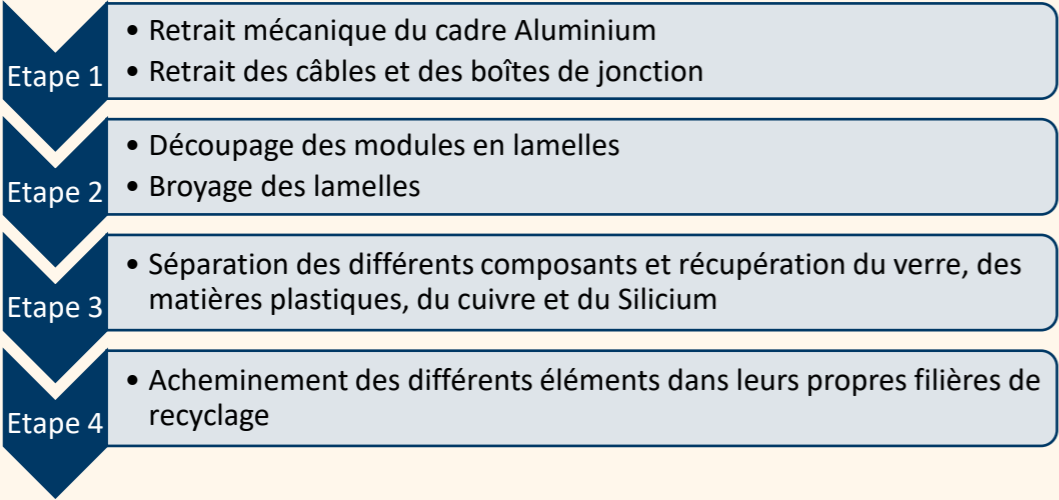 Etape 1
• Retrait mécanique du cadre Aluminium
• Retrait des câbles et des boîtes de jonction
Etape 2
• Découpage des modules en lamelles
• Broyage des lamelles
Etape 3
• Séparation des différents composants et récupération du verre, des
matières plastiques, du cuivre et du Silicium
Etape 4
• Acheminement des différents éléments dans leurs propres filières de
recyclage